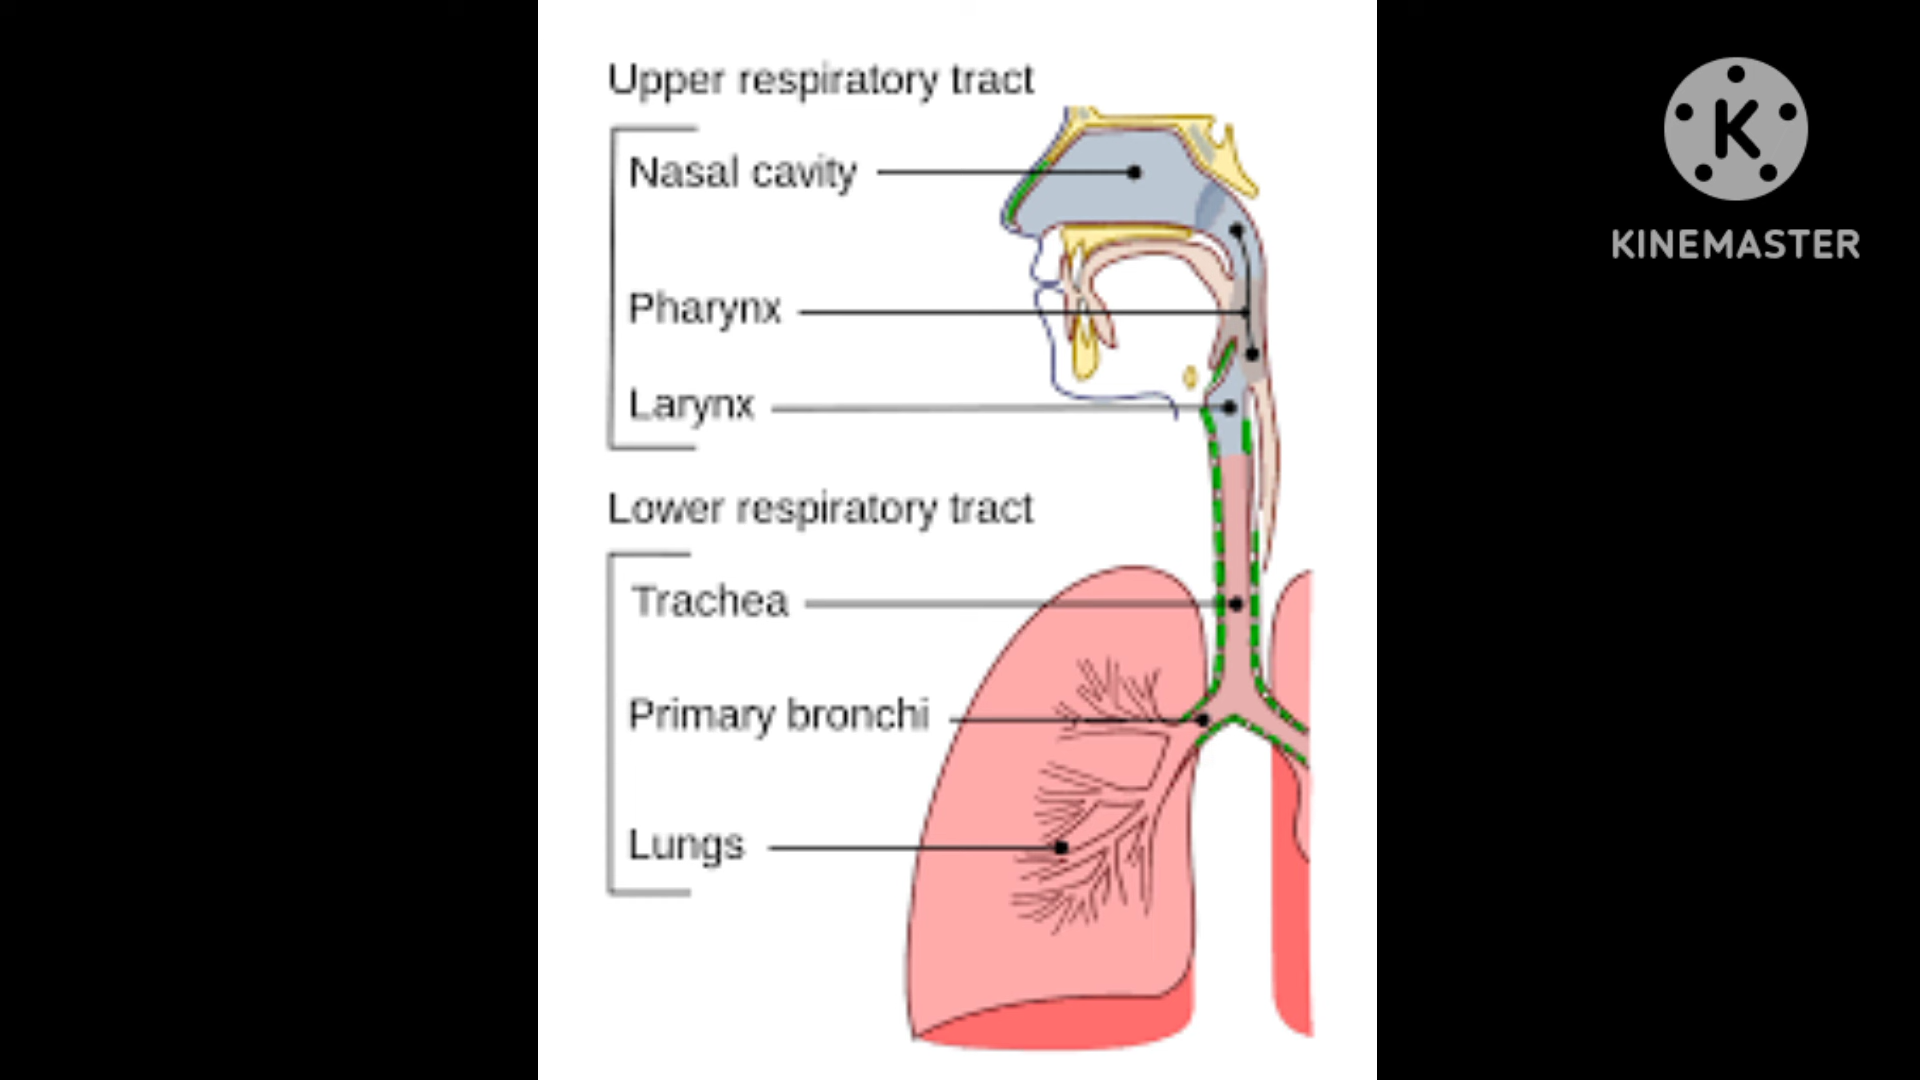 Upper respiratory tract
Nasal cavity
Pharynx
Larynx
Lower respiratory tract
Trachea
Primary bronchi
Lungs
K
KINEMASTER